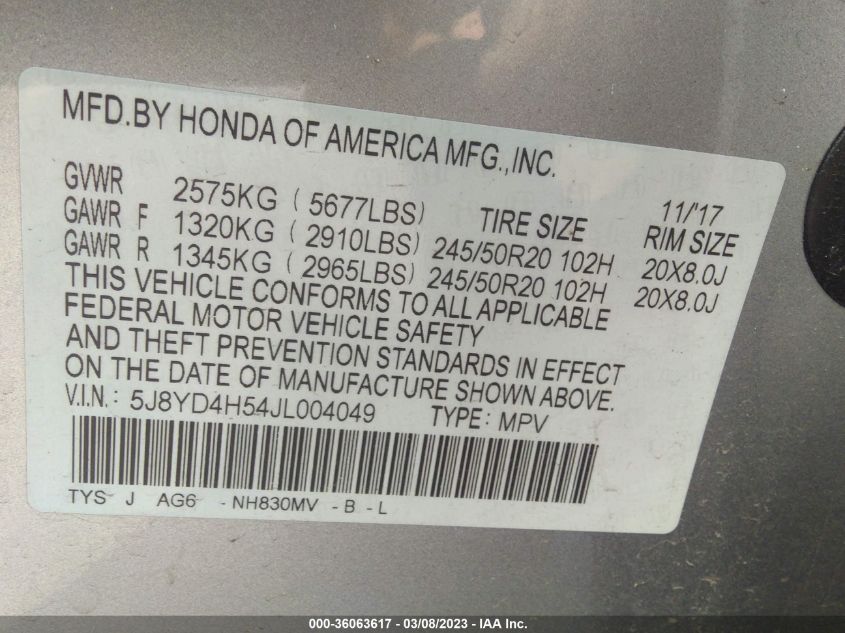 MFD.BY HONDA OF AMERICA MFG.,INC.
GVWR 2575KG ( 5677LBS) TIRE SIZE 11/'17
GAWR F 1320KG ( 2910LBS) 245/50R20 102H RIM SIZE 20X8.0J
GAWR R 1345KG ( 2965LBS) 245/50R20 102H 20X8.0J
THIS VEHICLE CONFORMS TO ALL APPLICABLE
FEDERAL MOTOR VEHICLE SAFETY
AND THEFT PREVENTION STANDARDS IN EFFECT
ON THE DATE OF MANUFACTURE SHOWN ABOVE.
V.I.N.: 5J8YD4H54JL004049 TYPE: MPV
TYS J AG6 -NH830MV -B -L
000-36063617 - 03/08/2023 - IAA Inc.